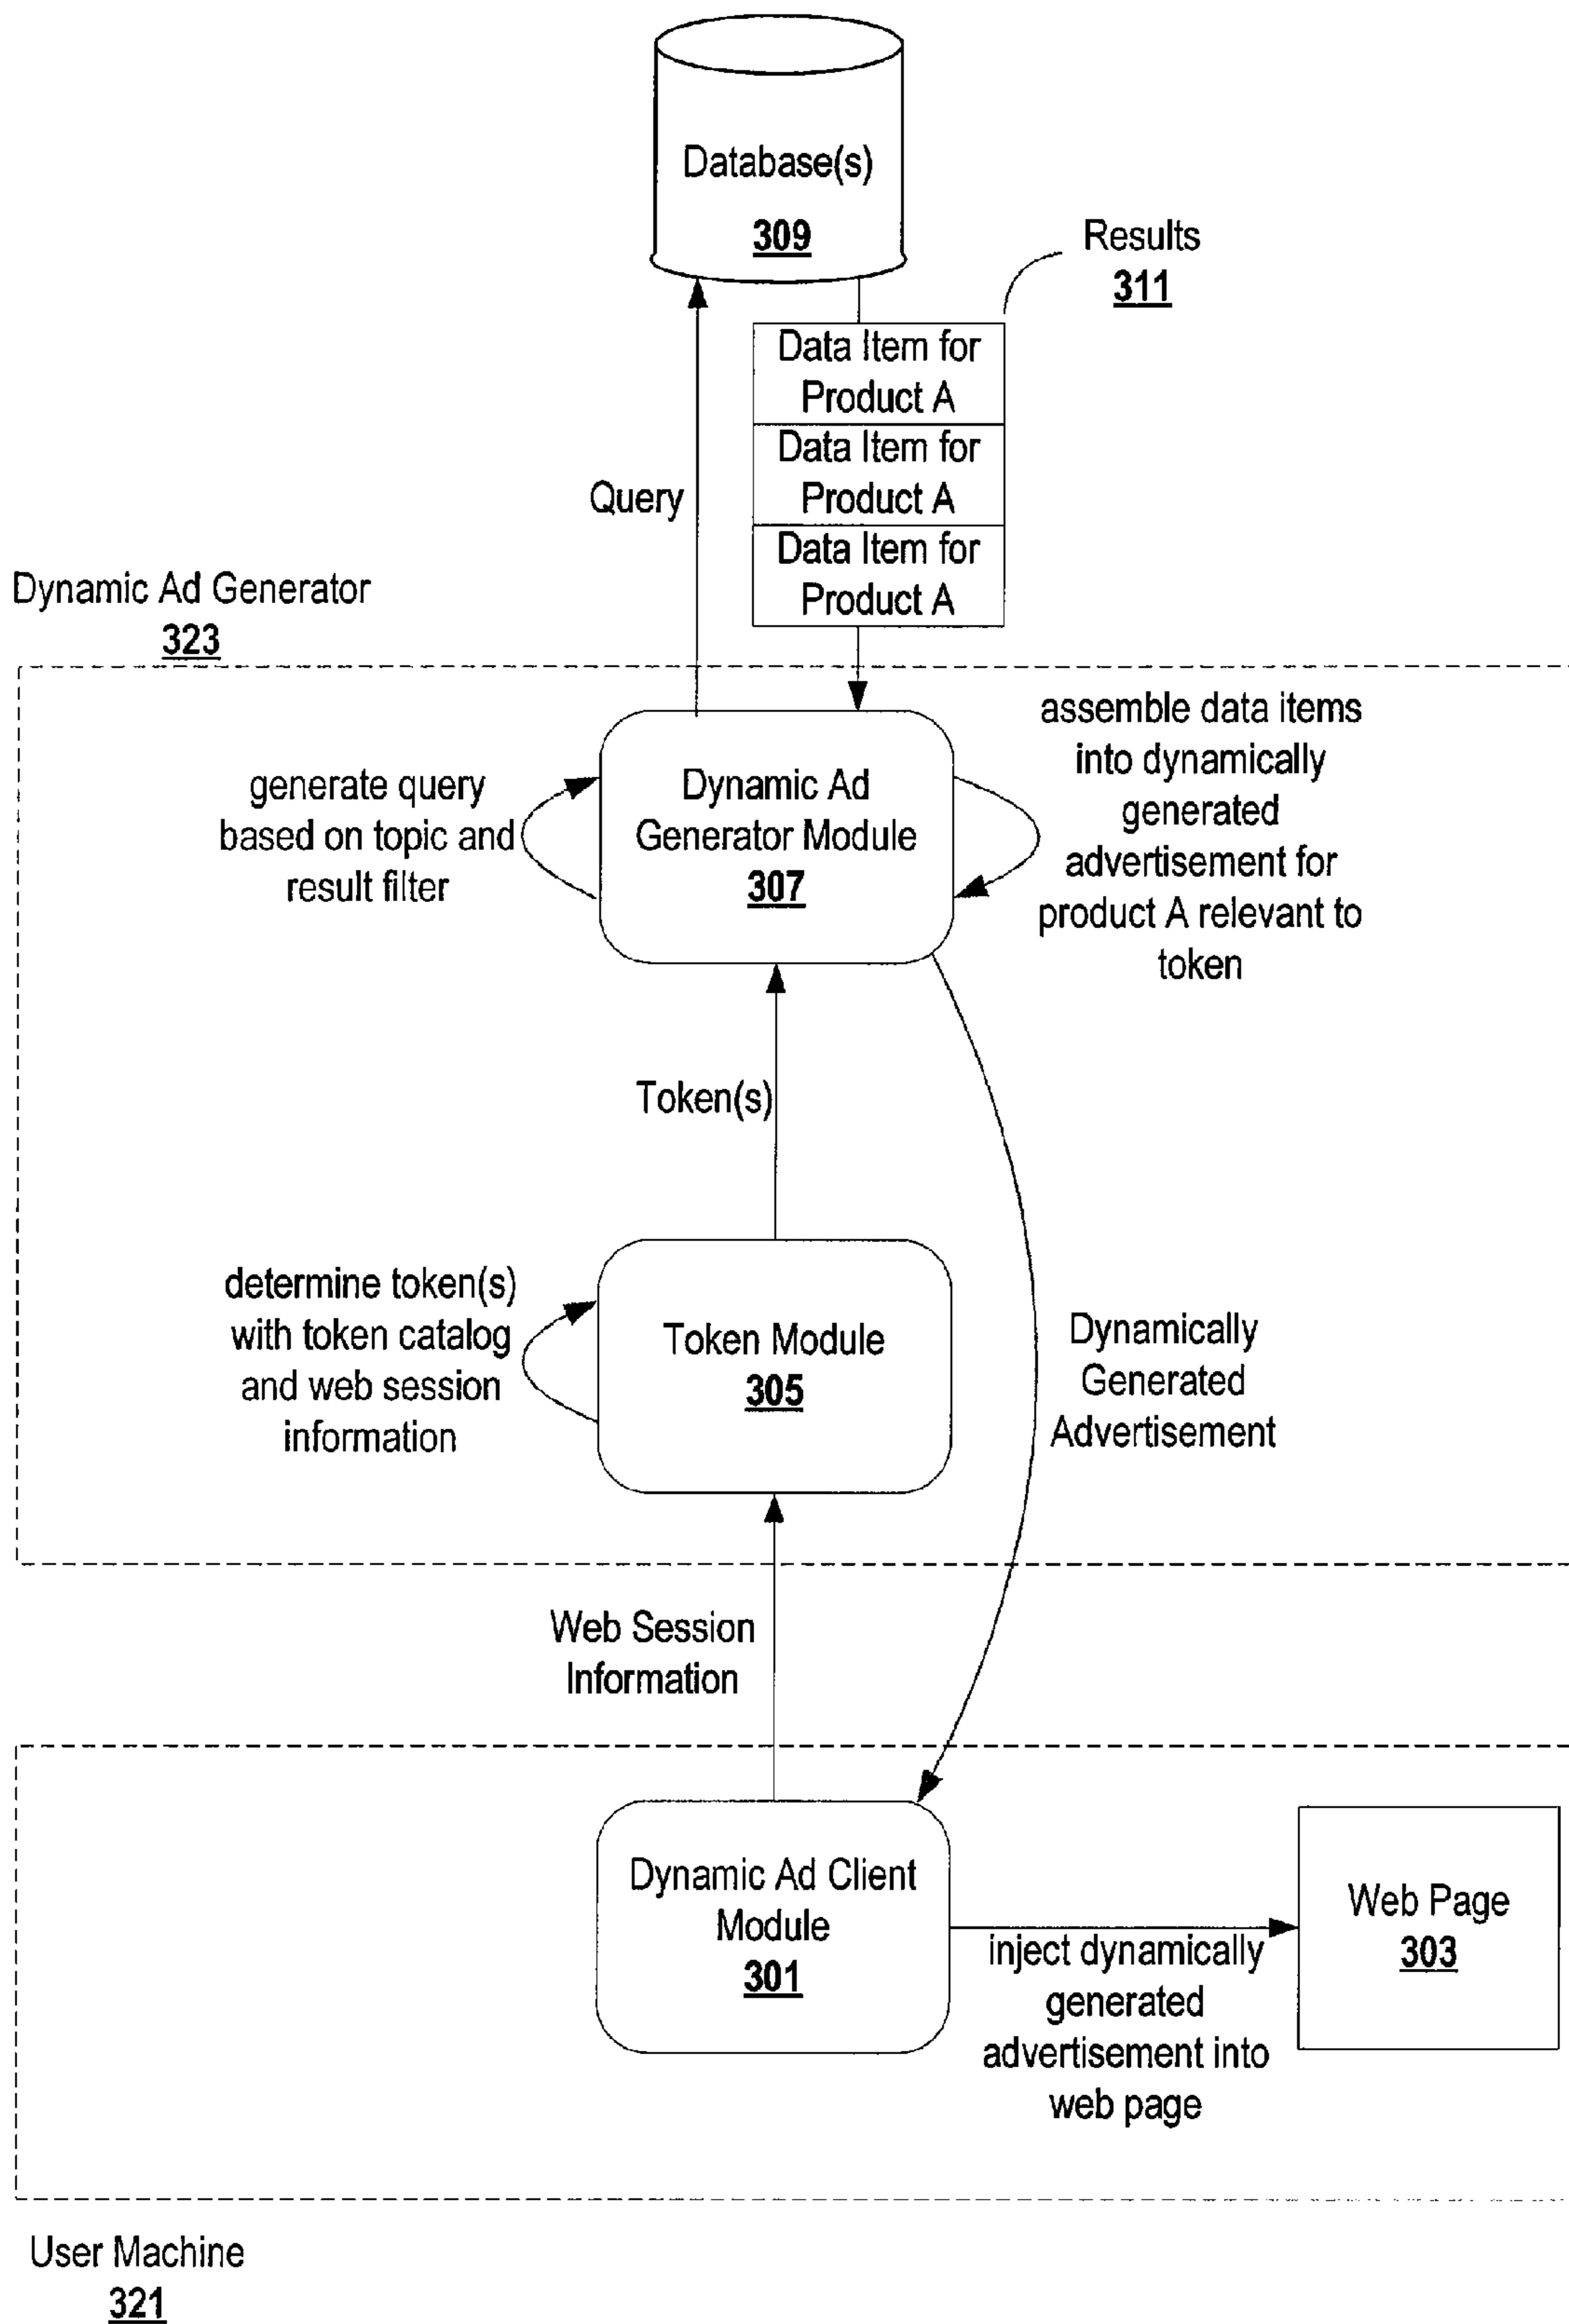 Database(s)
309
Results
311
Data Item for
Product A
Data Item for
Product A
Data Item for
Product A
Query
Dynamic Ad Generator
323
generate query
based on topic and
result filter
Dynamic Ad
Generator Module
307
assemble data items
into dynamically
generated
advertisement for
product A relevant to
token
Token(s)
determine token(s)
with token catalog
and web session
information
Token Module
305
Dynamically
Generated
Advertisement
Web Session
Information
Dynamic Ad Client
Module
301
inject dynamically
generated
advertisement into
web page
Web Page
303
User Machine
321